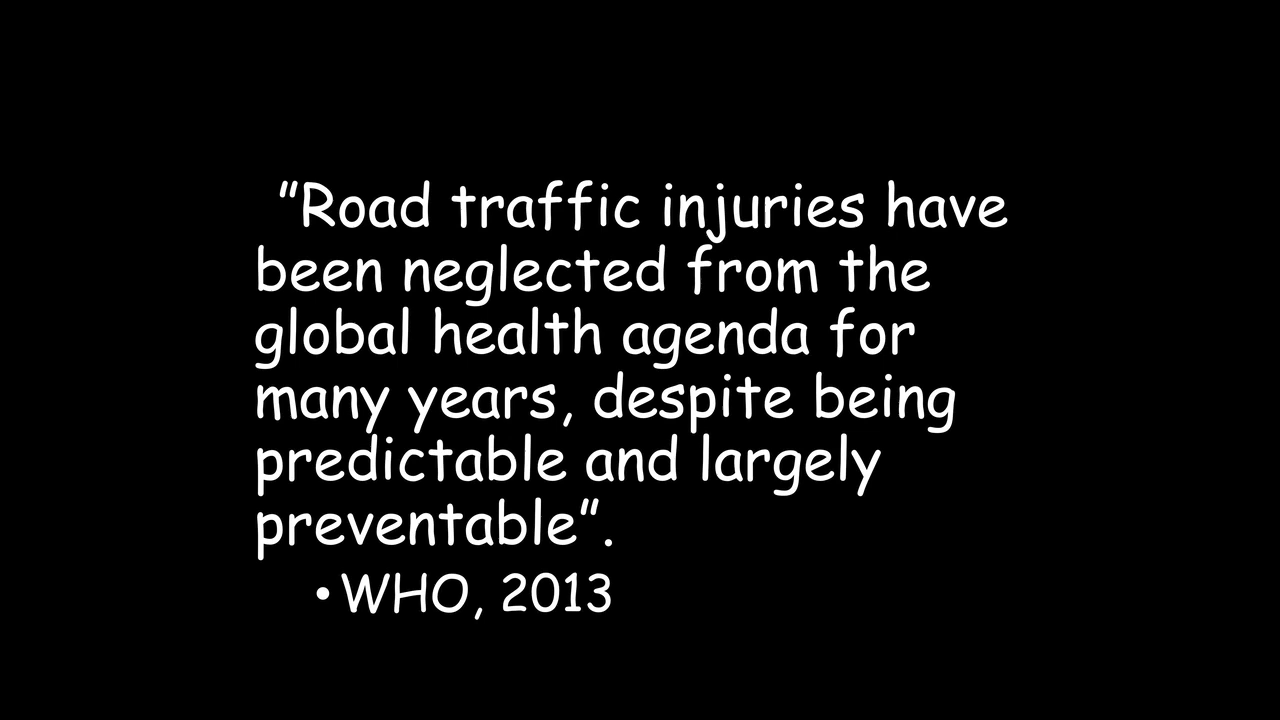 ”Road traffic injuries have
been neglected from the
global health agenda for
many years, despite being
predictable and largely
preventable”.
• WHO, 2013